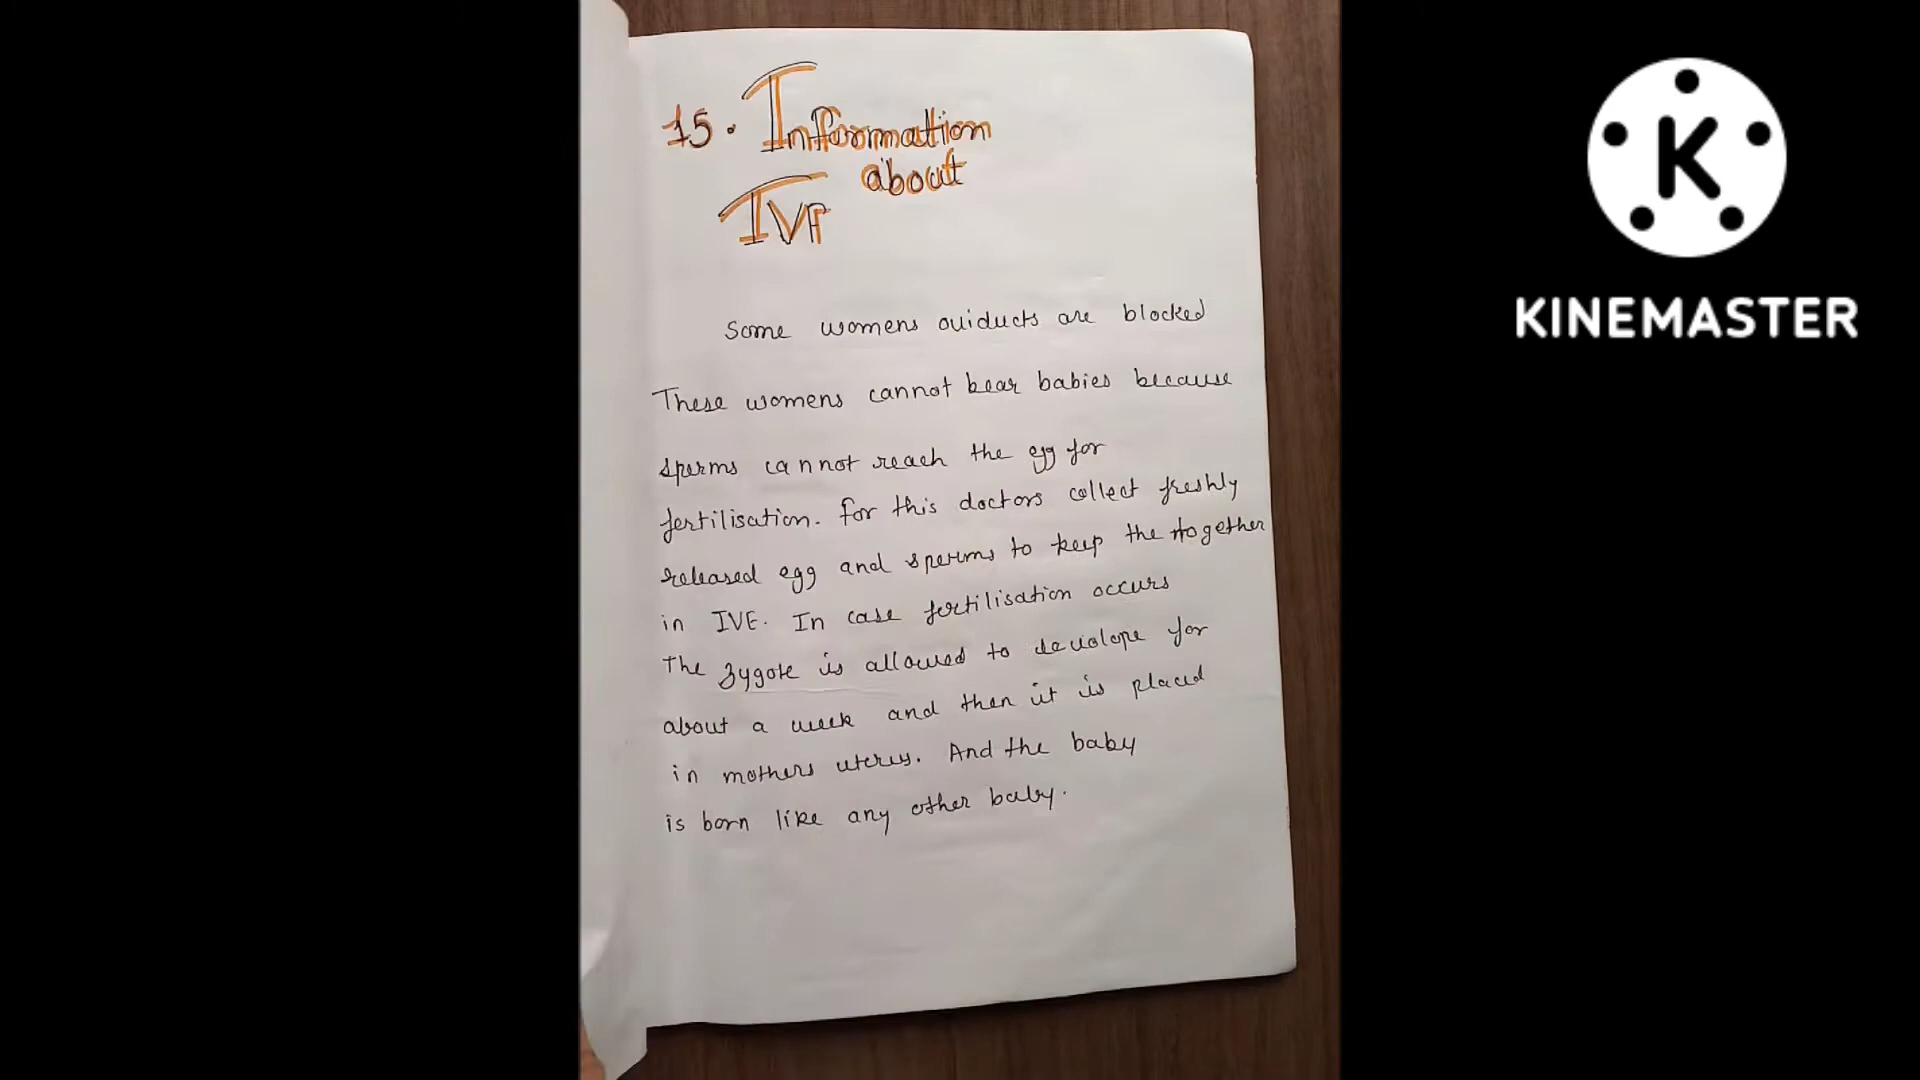 15. Information
about
IVF
Some womens oviducts are blocked
These womens cannot bear babies because
sperms cannot reach the egg for
fertilisation. For this doctors collect freshly
released egg and sperms to keep the together
in IVE. In case fertilisation occurs
The zygote is allowed to devolope for
about a week and then it is placed
in mothers uterus. And the baby
is born like any other baby.
K
KINEMASTER